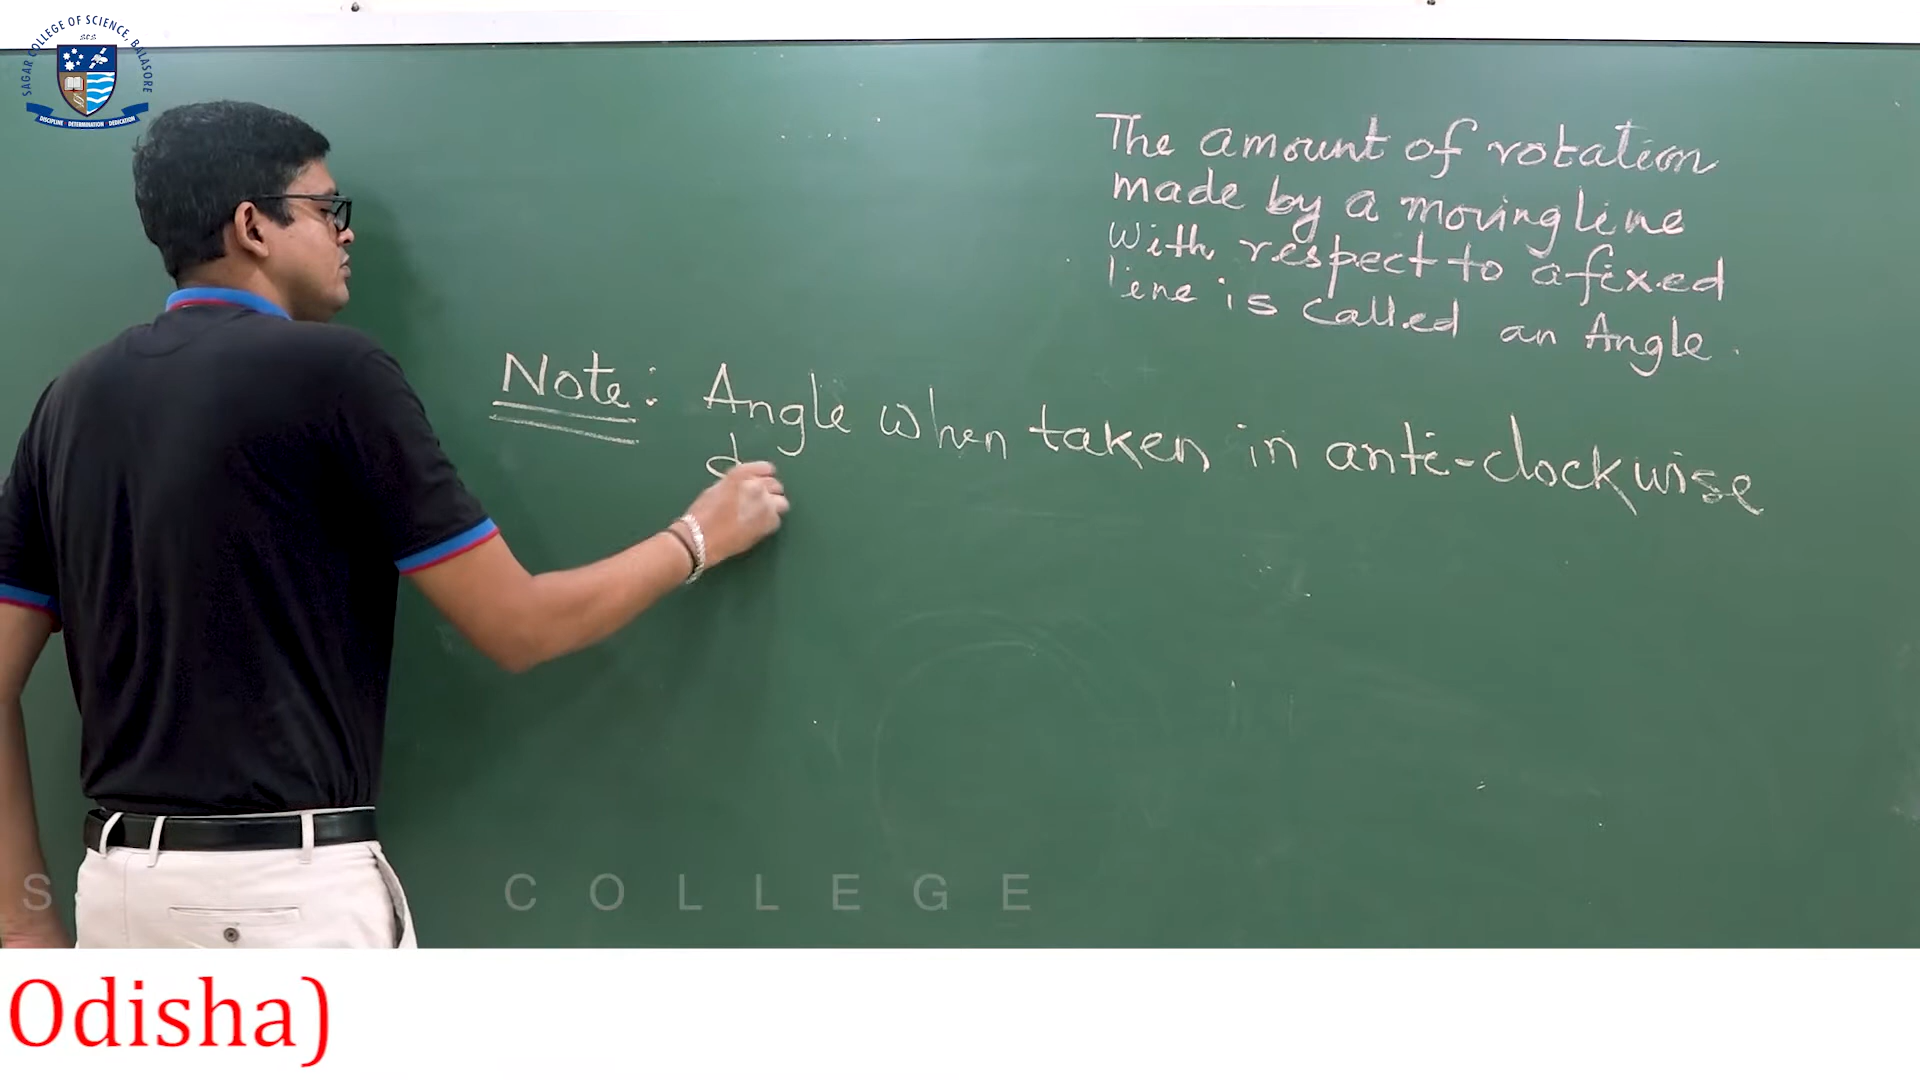 SAGAR COLLEGE OF SCIENCE, BALASORE
SCS
DISCIPLINE DETERMINATION DEDICATION
The amount of rotation
made by a moving line
with respect to a fixed
line is called an Angle.
Note: Angle when taken in anti-clockwise
d
S COLLEGE
Odisha)